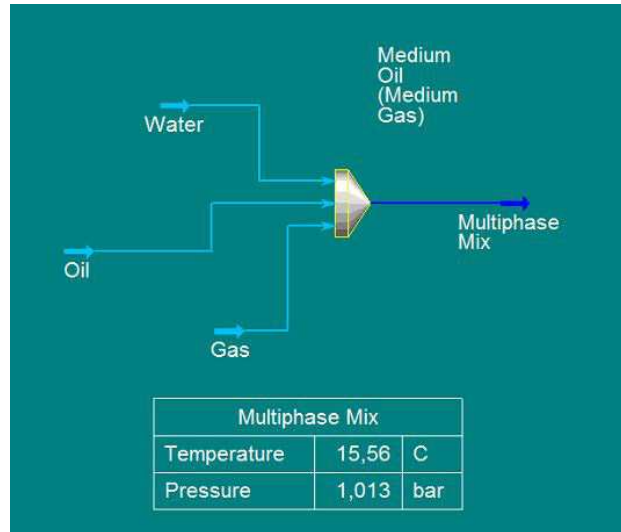 Medium
Oil
(Medium
Gas)
Water
Multiphase
Mix
Oil
Gas
Multiphase Mix
Temperature 15,56 C
Pressure 1,013 bar